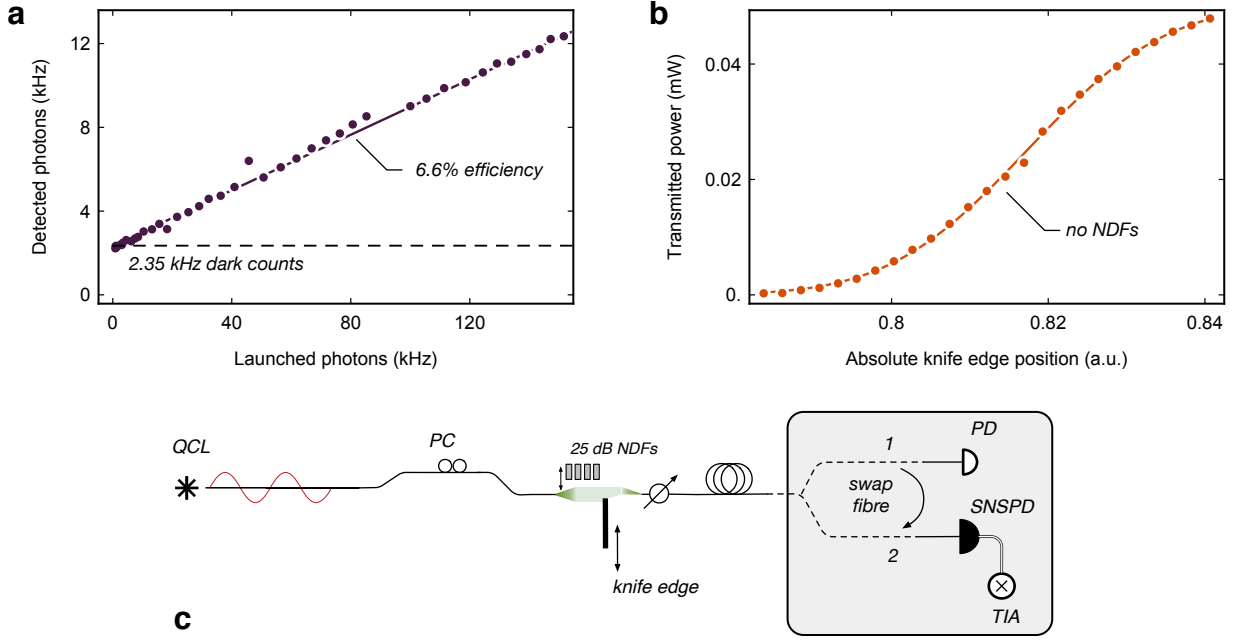 a
Detected photons (kHz)
12
8
4
0
6.6% efficiency
2.35 kHz dark counts
0
40
80
120
Launched photons (kHz)
b
Transmitted power (mW)
0.04
0.02
0.
no NDFs
0.8
0.82
0.84
Absolute knife edge position (a.u.)
QCL
PC
25 dB NDFs
knife edge
1
PD
swap
fibre
SNSPD
2
TIA
c